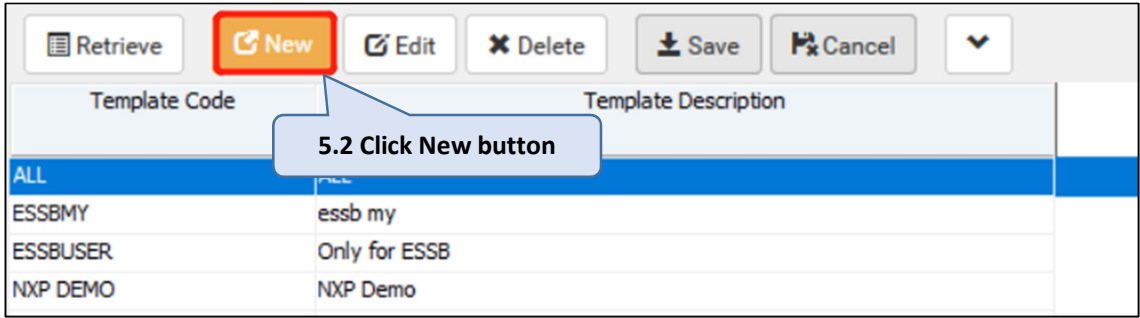 Retrieve New Edit Delete Save Cancel
Template Code Template Description
5.2 Click New button
ALL ALL
ESSBMY essb my
ESSBUSER Only for ESSB
NXP DEMO NXP Demo